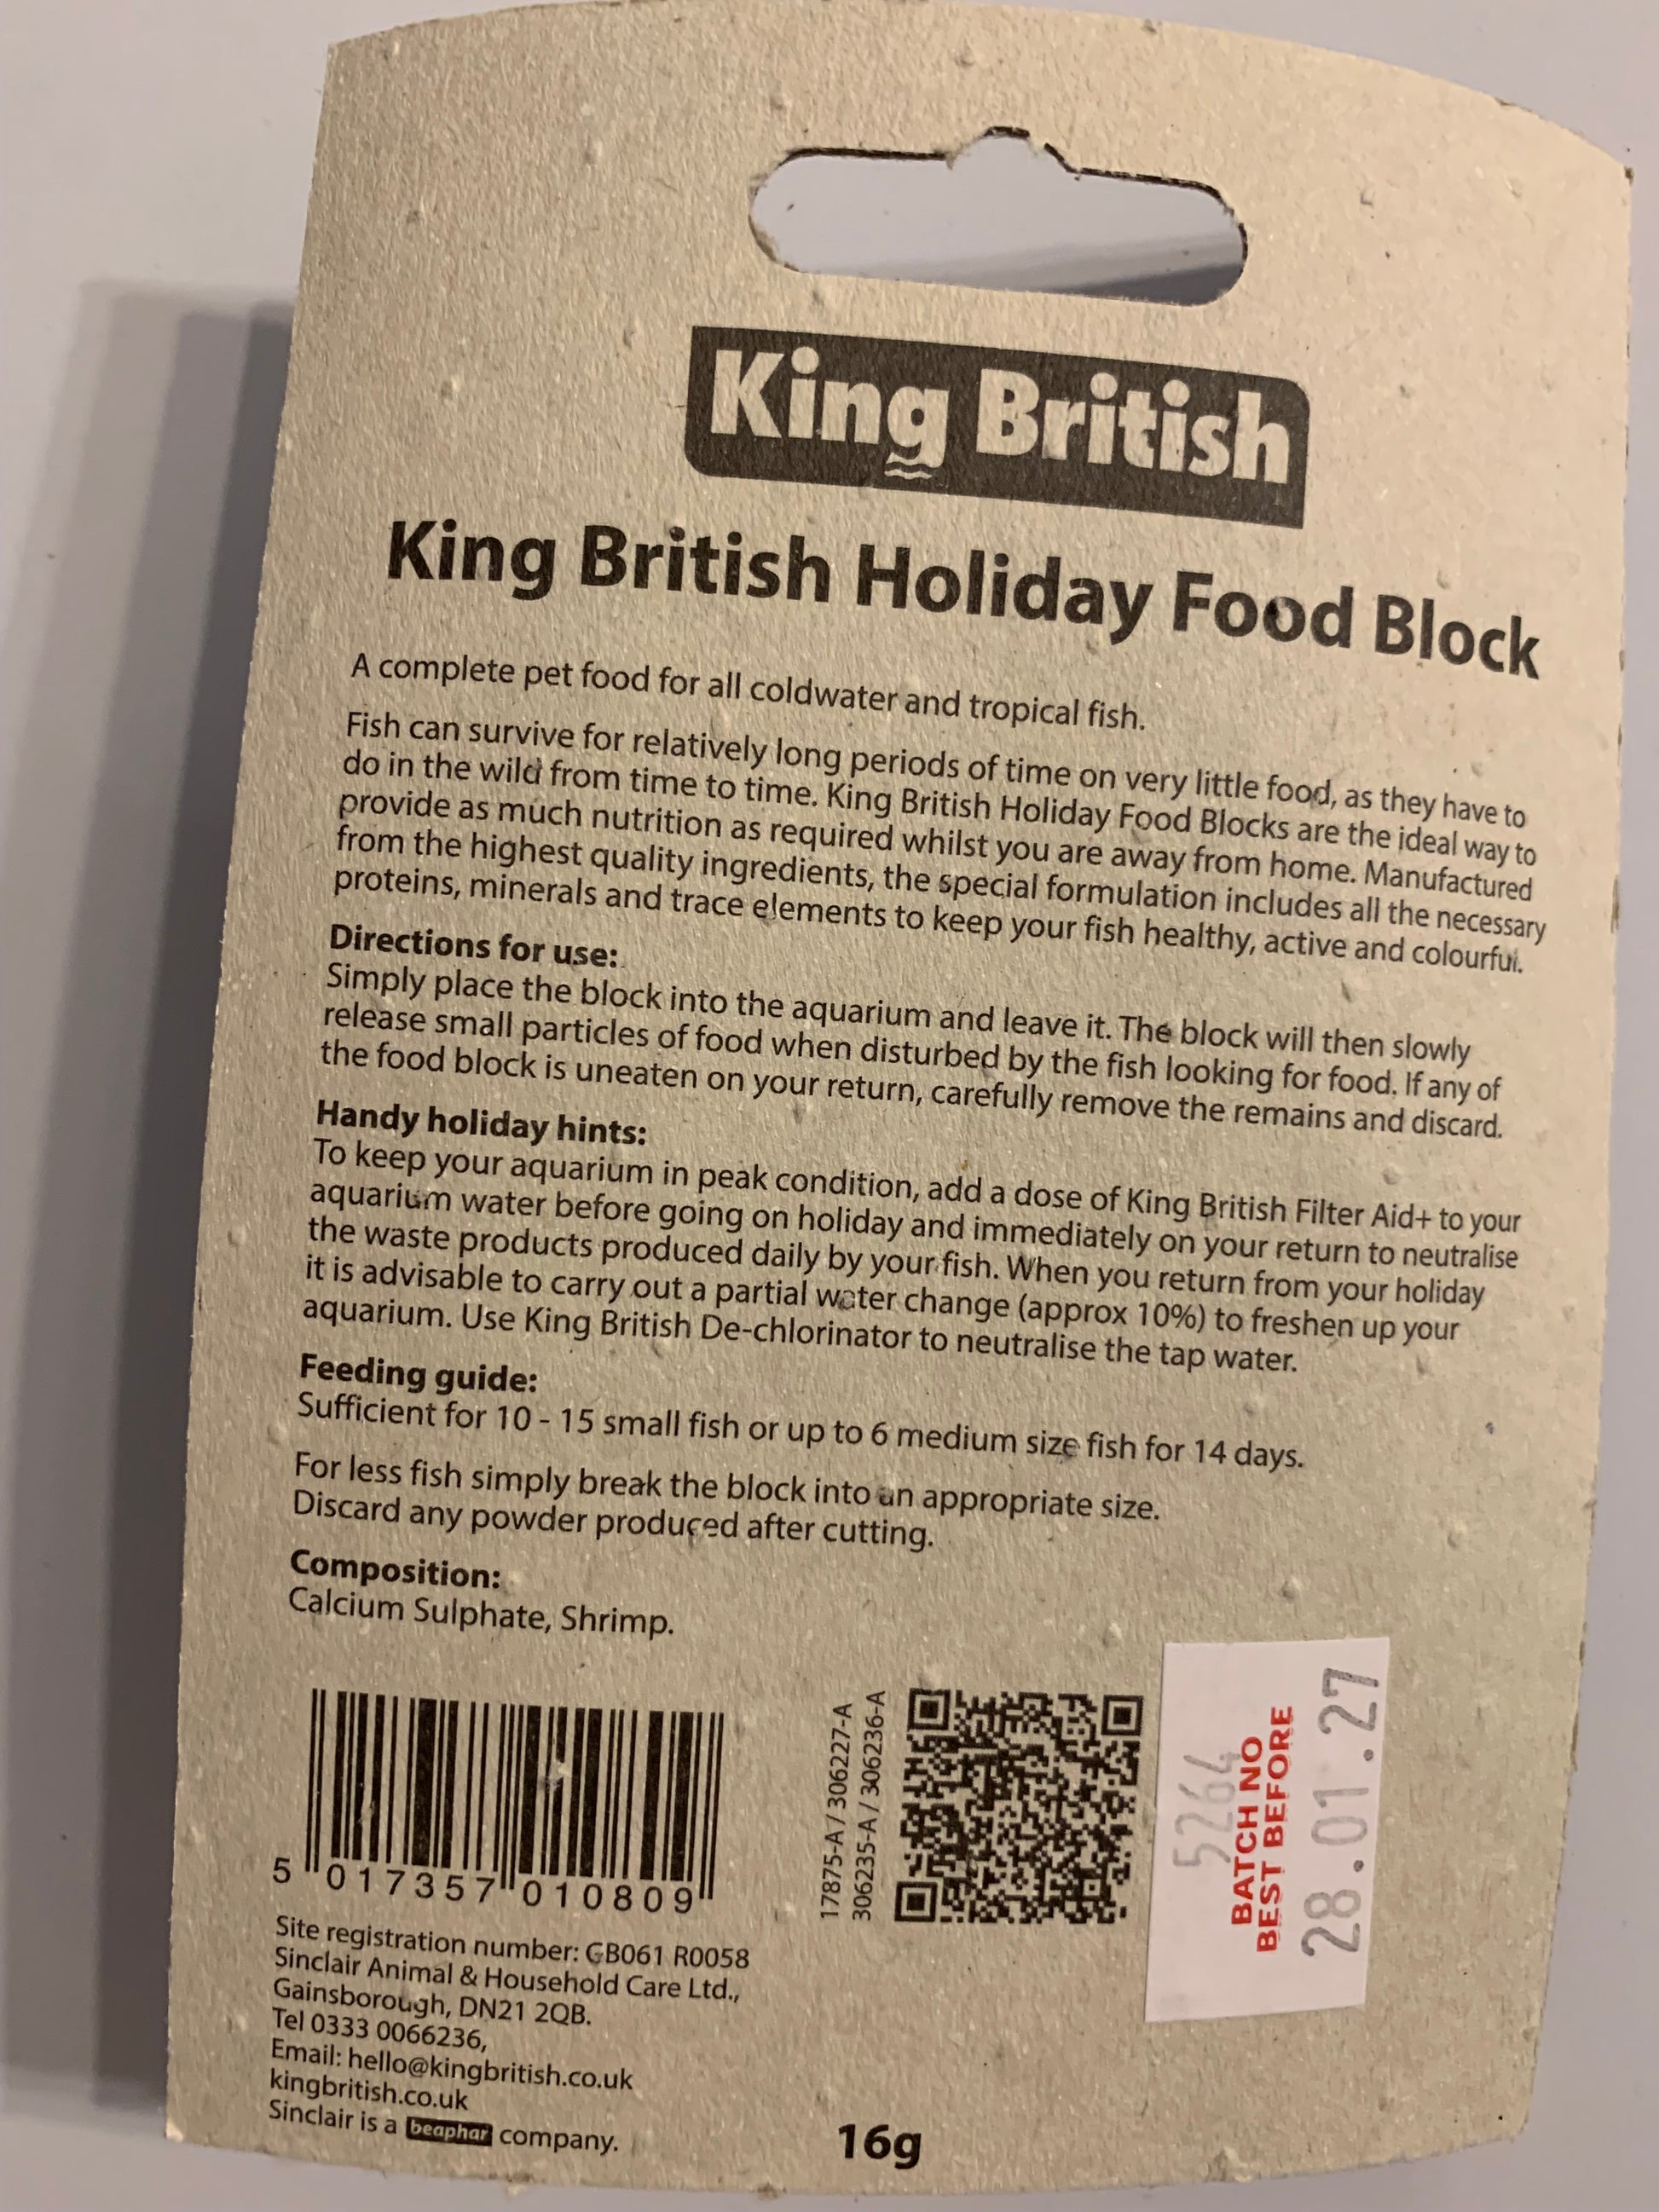 King British
King British Holiday Food Block
A complete pet food for all coldwater and tropical fish.
Fish can survive for relatively long periods of time on very little food, as they have to
do in the wild from time to time. King British Holiday Food Blocks are the ideal way to
provide as much nutrition as required whilst you are away from home. Manufactured
from the highest quality ingredients, the special formulation includes all the necessary
proteins, minerals and trace elements to keep your fish healthy, active and colourful.
Directions for use:
Simply place the block into the aquarium and leave it. The block will then slowly
release small particles of food when disturbed by the fish looking for food. If any of
the food block is uneaten on your return, carefully remove the remains and discard.
Handy holiday hints:
To keep your aquarium in peak condition, add a dose of King British Filter Aid+ to your
aquarium water before going on holiday and immediately on your return to neutralise
the waste products produced daily by your fish. When you return from your holiday
it is advisable to carry out a partial water change (approx 10%) to freshen up your
aquarium. Use King British De-chlorinator to neutralise the tap water.
Feeding guide:
Sufficient for 10 - 15 small fish or up to 6 medium size fish for 14 days.
For less fish simply break the block into an appropriate size.
Discard any powder produced after cutting.
Composition:
Calcium Sulphate, Shrimp.
5 017357 010809
17875-A / 306227-A
306235-A / 306236-A
5264
BATCH NO
BEST BEFORE
28.01.27
Site registration number: GB061 R0058
Sinclair Animal & Household Care Ltd.,
Gainsborough, DN21 2QB.
Tel 0333 0066236,
Email: hello@kingbritish.co.uk
kingbritish.co.uk
Sinclair is a beaphar company.
16g